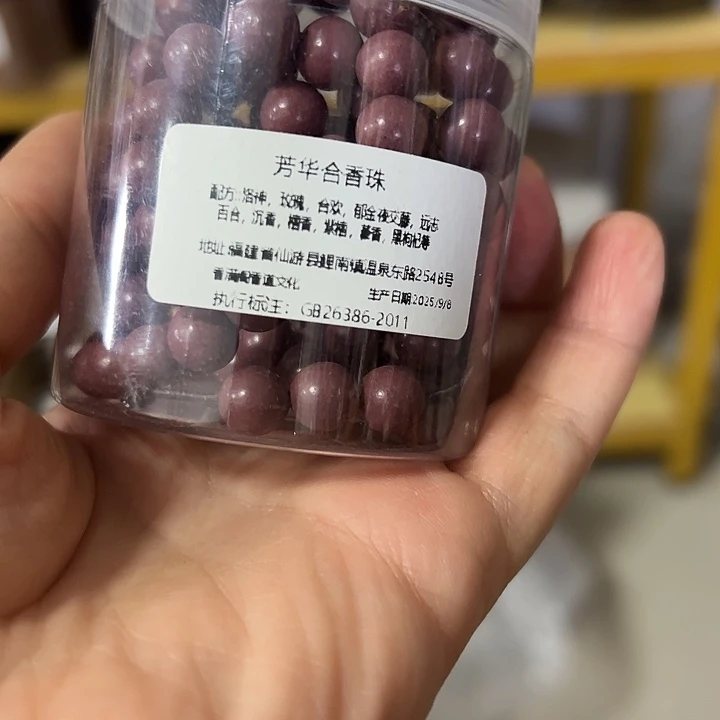 芳华合香珠
配方:洛神，玫瑰，合欢，郁金夜交藤，远志
百合，沉香，檀香，紫檀，藿香，黑枸杞等
地址:福建省仙游县鲤南镇温泉东路2548号
香满阁香道文化
生产日期2025/9/8
执行标注：GB26386-2011